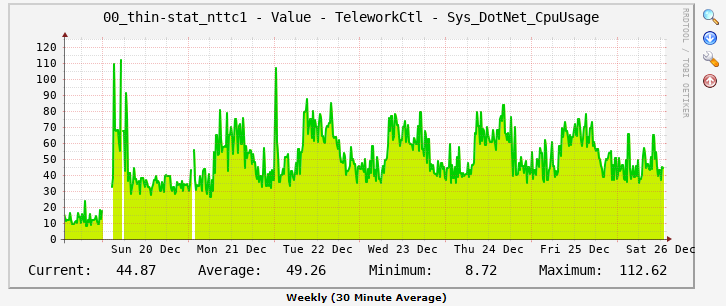 00_thin-stat_nttc1 - Value - TeleworkCtl - Sys_DotNet_CpuUsage
RRDTOOL / TOBI OETIKER
120
110
100
90
80
70
60
50
40
30
20
10
0
Sun 20 Dec Mon 21 Dec Tue 22 Dec Wed 23 Dec Thu 24 Dec Fri 25 Dec Sat 26 Dec
Current: 44.87 Average: 49.26 Minimum: 8.72 Maximum: 112.62
Weekly (30 Minute Average)